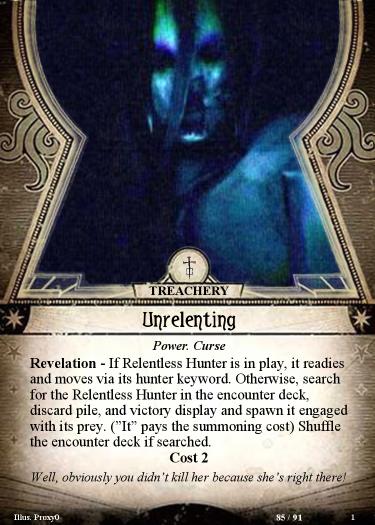 TREACHERY
Unrelenting
Power. Curse
Revelation - If Relentless Hunter is in play, it readies
and moves via its hunter keyword. Otherwise, search
for the Relentless Hunter in the encounter deck,
discard pile, and victory display and spawn it engaged
with its prey. ("It" pays the summoning cost) Shuffle
the encounter deck if searched.
Cost 2
Well, obviously you didn't kill her because she's right there!
Illus. Proxy0 85 / 91 1